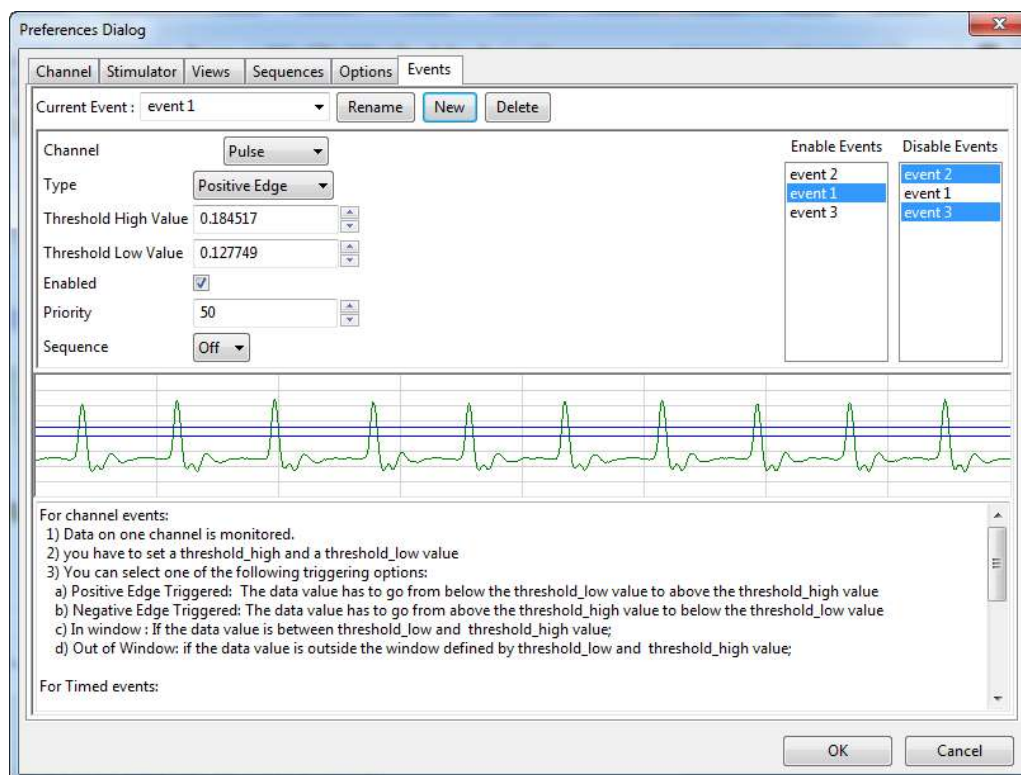 Preferences Dialog
Channel Stimulator Views Sequences Options Events
Current Event : event 1 Rename New Delete
Channel Pulse
Type Positive Edge
Threshold High Value 0.184517
Threshold Low Value 0.127749
Enabled
Priority 50
Sequence Off
Enable Events
event 2
event 1
event 3
Disable Events
event 2
event 1
event 3
For channel events:
1) Data on one channel is monitored.
2) you have to set a threshold_high and a threshold_low value
3) You can select one of the following triggering options:
a) Positive Edge Triggered: The data value has to go from below the threshold_low value to above the threshold_high value
b) Negative Edge Triggered: The data value has to go from above the threshold_high value to below the threshold_low value
c) In window : If the data value is between threshold_low and threshold_high value;
d) Out of Window: if the data value is outside the window defined by threshold_low and threshold_high value;
For Timed events:
OK Cancel